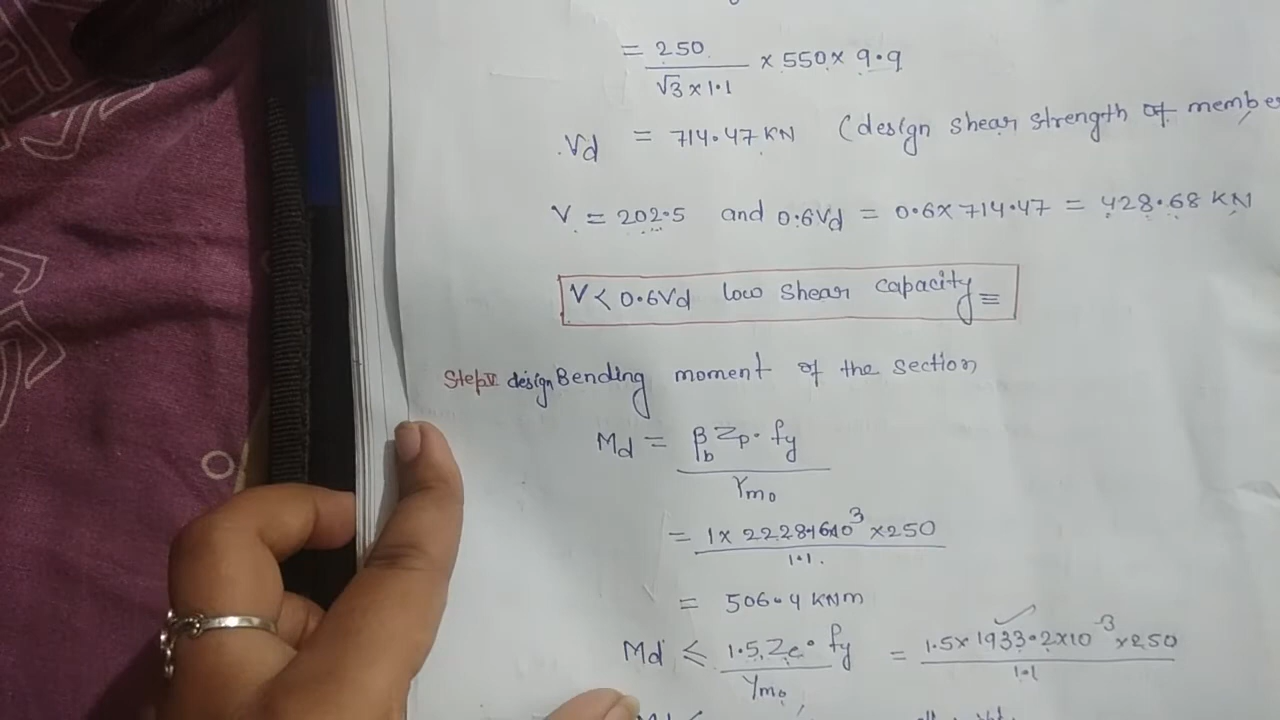 = 250 / √3 × 1.1 × 550 × 9.9
Vd = 714.47 KN (design shear strength of membe
V = 202.5 and 0.6Vd = 0.6×714.47 = 428.68 KN
V < 0.6Vd low shear capacity =
Step V design Bending moment of the section
Md = βb Zp. fy / γm0
= 1× 2228.16×10³ ×250 / 1.1.
= 506.4 KNm
Md ≤ 1.5.Ze. fy / γm0 = 1.5× 1933.2×10⁻³ ×250 / 1.1